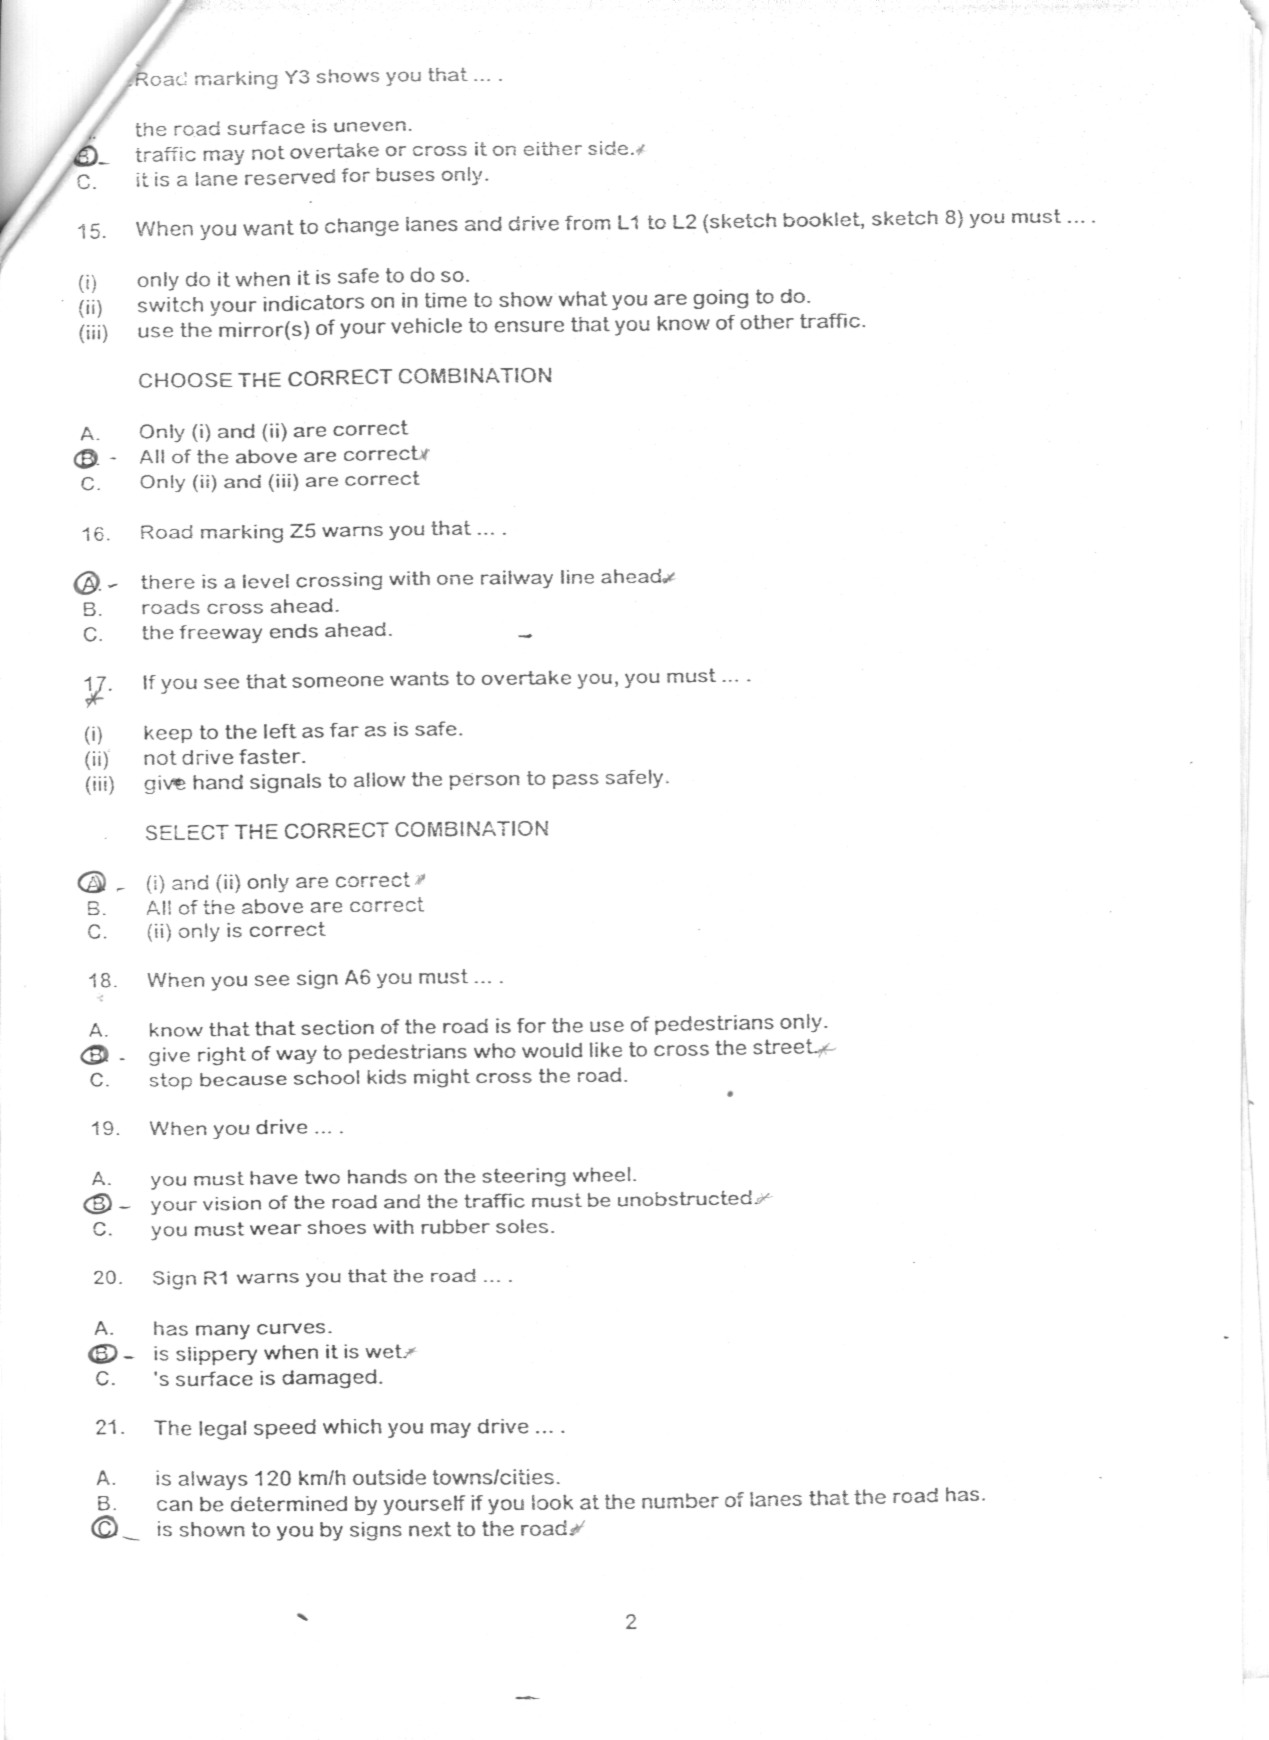 Road marking Y3 shows you that ... .
the road surface is uneven.
B. traffic may not overtake or cross it on either side.
C. it is a lane reserved for buses only.
15. When you want to change lanes and drive from L1 to L2 (sketch booklet, sketch 8) you must ... .
(i) only do it when it is safe to do so.
(ii) switch your indicators on in time to show what you are going to do.
(iii) use the mirror(s) of your vehicle to ensure that you know of other traffic.
CHOOSE THE CORRECT COMBINATION
A. Only (i) and (ii) are correct
B. All of the above are correct
C. Only (ii) and (iii) are correct
16. Road marking Z5 warns you that ... .
A. there is a level crossing with one railway line ahead.
B. roads cross ahead.
C. the freeway ends ahead.
17. If you see that someone wants to overtake you, you must ... .
(i) keep to the left as far as is safe.
(ii) not drive faster.
(iii) give hand signals to allow the person to pass safely.
SELECT THE CORRECT COMBINATION
A. (i) and (ii) only are correct
B. All of the above are correct
C. (ii) only is correct
18. When you see sign A6 you must ... .
A. know that that section of the road is for the use of pedestrians only.
B. give right of way to pedestrians who would like to cross the street.
C. stop because school kids might cross the road.
19. When you drive ... .
A. you must have two hands on the steering wheel.
B. your vision of the road and the traffic must be unobstructed.
C. you must wear shoes with rubber soles.
20. Sign R1 warns you that the road ... .
A. has many curves.
B. is slippery when it is wet.
C. 's surface is damaged.
21. The legal speed which you may drive ... .
A. is always 120 km/h outside towns/cities.
B. can be determined by yourself if you look at the number of lanes that the road has.
C. is shown to you by signs next to the road.
2